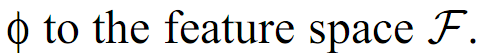 ϕ to the feature space ℱ.